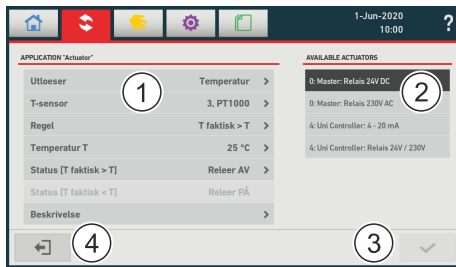 1-Jun-2020
10:00
?
APPLICATION "Actuator"
AVAILABLE ACTUATORS
Utloeser Temperatur >
T-sensor 3, PT1000 >
Regel T faktisk > T >
Temperatur T 25 °C >
Status [T faktisk > T] Releer AV >
Status [T faktisk < T] Releer PÅ
Beskrivelse >
1
0: Master: Relais 24V DC
0: Master: Relais 230V AC
4: Uni Controller: 4 - 20 mA
4: Uni Controller: Relais 24V / 230V
2
4
3